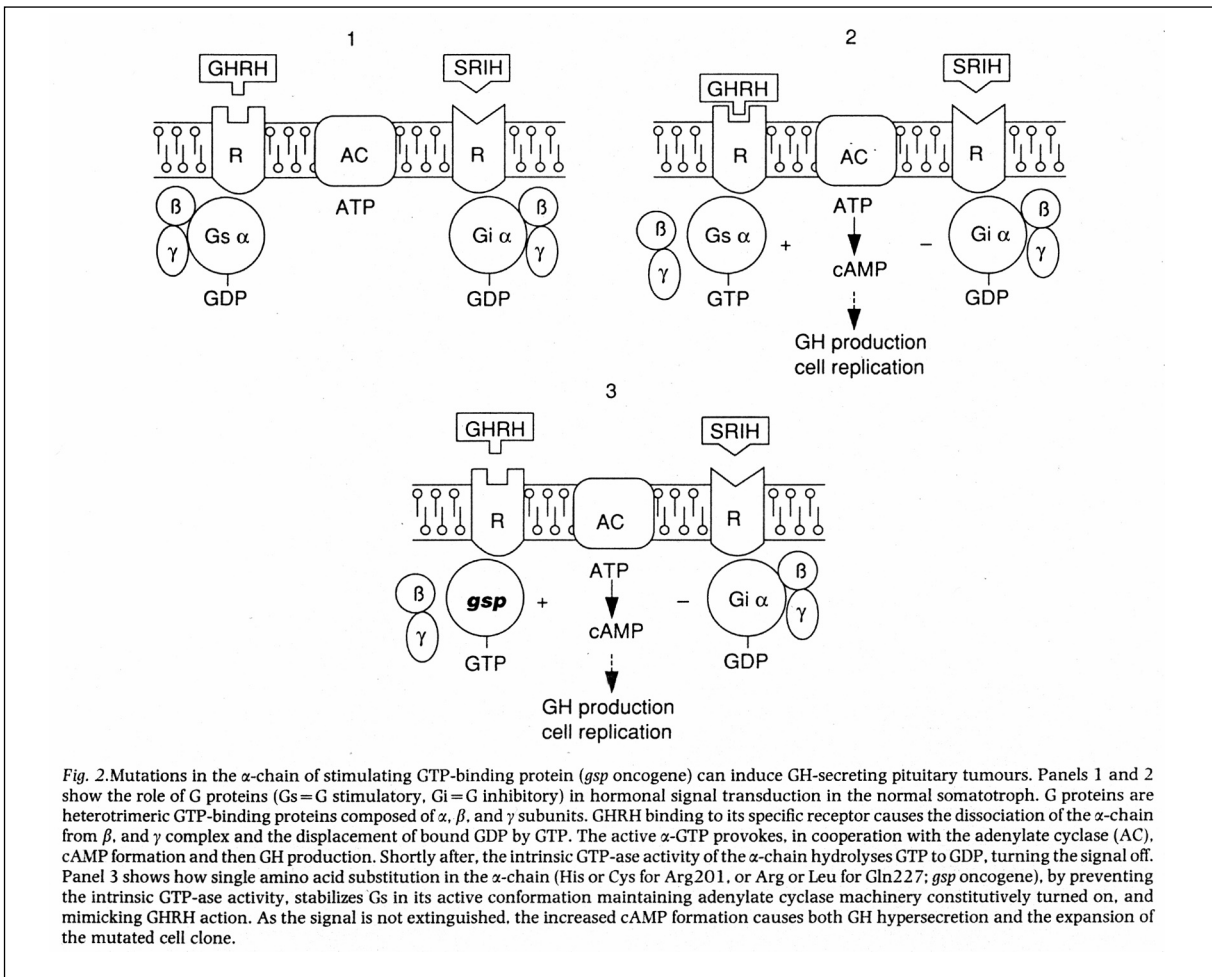 1
GHRH
SRIH
R
AC
R
ATP
ß
γ
Gs α
GDP
Gi α
ß
γ
GDP
2
GHRH
SRIH
R
AC
R
ß
γ
Gs α
GTP
+
ATP
cAMP
GH production
cell replication
−
Gi α
ß
γ
GDP
3
GHRH
SRIH
R
AC
R
ß
γ
gsp
GTP
+
ATP
cAMP
GH production
cell replication
−
Gi α
ß
γ
GDP
Fig. 2.Mutations in the α-chain of stimulating GTP-binding protein (gsp oncogene) can induce GH-secreting pituitary tumours. Panels 1 and 2
show the role of G proteins (Gs=G stimulatory, Gi=G inhibitory) in hormonal signal transduction in the normal somatotroph. G proteins are
heterotrimeric GTP-binding proteins composed of α, β, and γ subunits. GHRH binding to its specific receptor causes the dissociation of the α-chain
from β, and γ complex and the displacement of bound GDP by GTP. The active α-GTP provokes, in cooperation with the adenylate cyclase (AC),
cAMP formation and then GH production. Shortly after, the intrinsic GTP-ase activity of the α-chain hydrolyses GTP to GDP, turning the signal off.
Panel 3 shows how single amino acid substitution in the α-chain (His or Cys for Arg201, or Arg or Leu for Gln227; gsp oncogene), by preventing
the intrinsic GTP-ase activity, stabilizes Gs in its active conformation maintaining adenylate cyclase machinery constitutively turned on, and
mimicking GHRH action. As the signal is not extinguished, the increased cAMP formation causes both GH hypersecretion and the expansion of
the mutated cell clone.